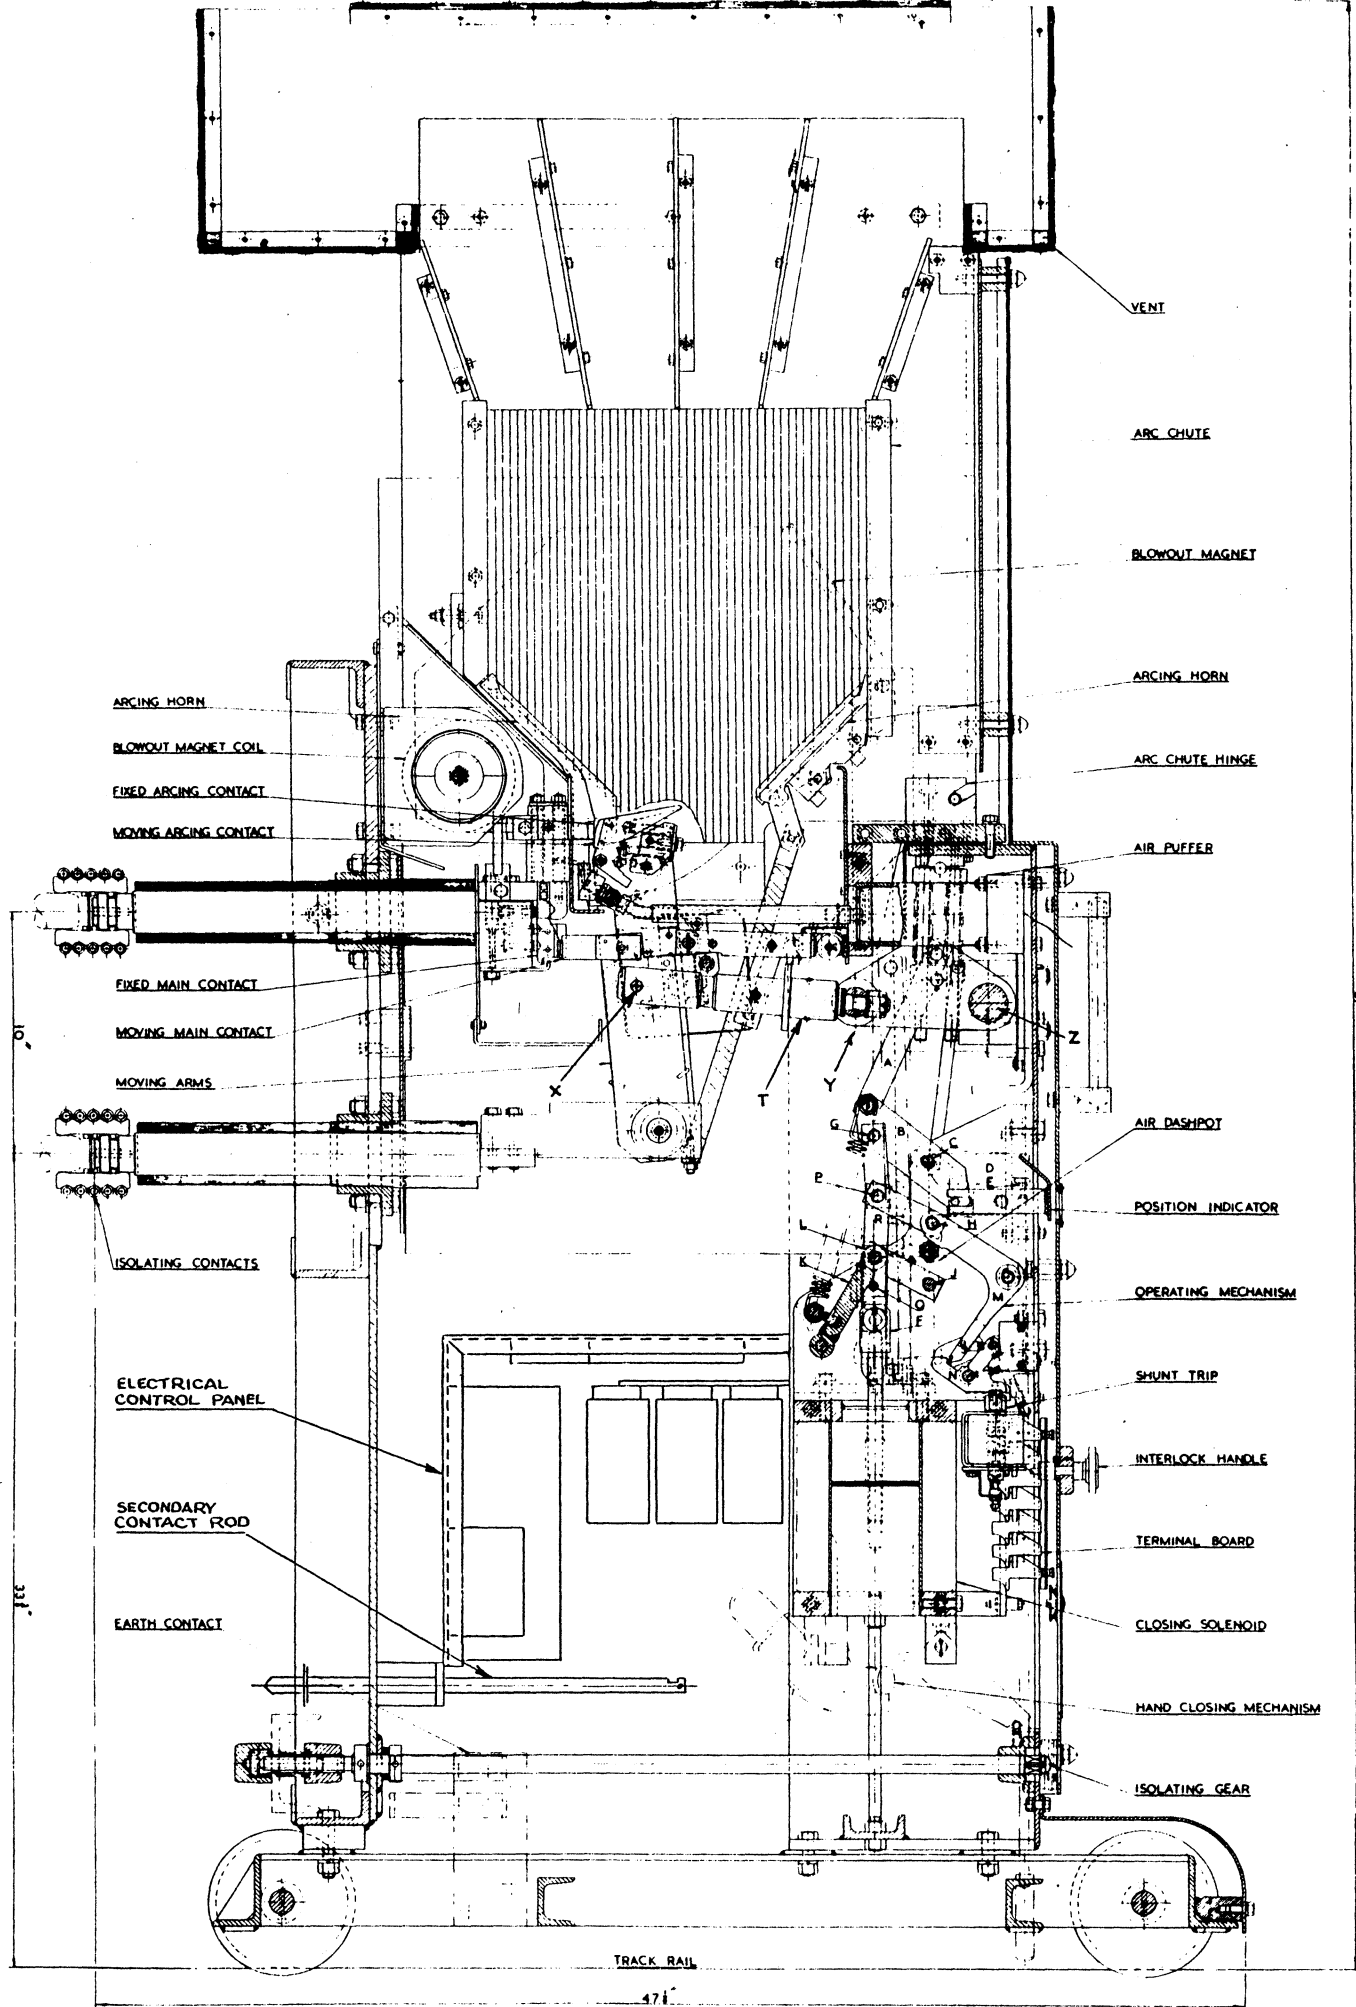 VENT
ARC CHUTE
BLOWOUT MAGNET
ARCING HORN
ARC CHUTE HINGE
AIR PUFFER
ARCING HORN
BLOWOUT MAGNET COIL
FIXED ARCING CONTACT
MOVING ARCING CONTACT
FIXED MAIN CONTACT
MOVING MAIN CONTACT
MOVING ARMS
X
T
Y
Z
A
G
B
C
D
E
P
R
H
L
K
J
Q
F
M
N
AIR DASHPOT
POSITION INDICATOR
OPERATING MECHANISM
SHUNT TRIP
INTERLOCK HANDLE
TERMINAL BOARD
CLOSING SOLENOID
HAND CLOSING MECHANISM
ISOLATING GEAR
ISOLATING CONTACTS
ELECTRICAL
CONTROL PANEL
SECONDARY
CONTACT ROD
EARTH CONTACT
10"
TRACK RAIL